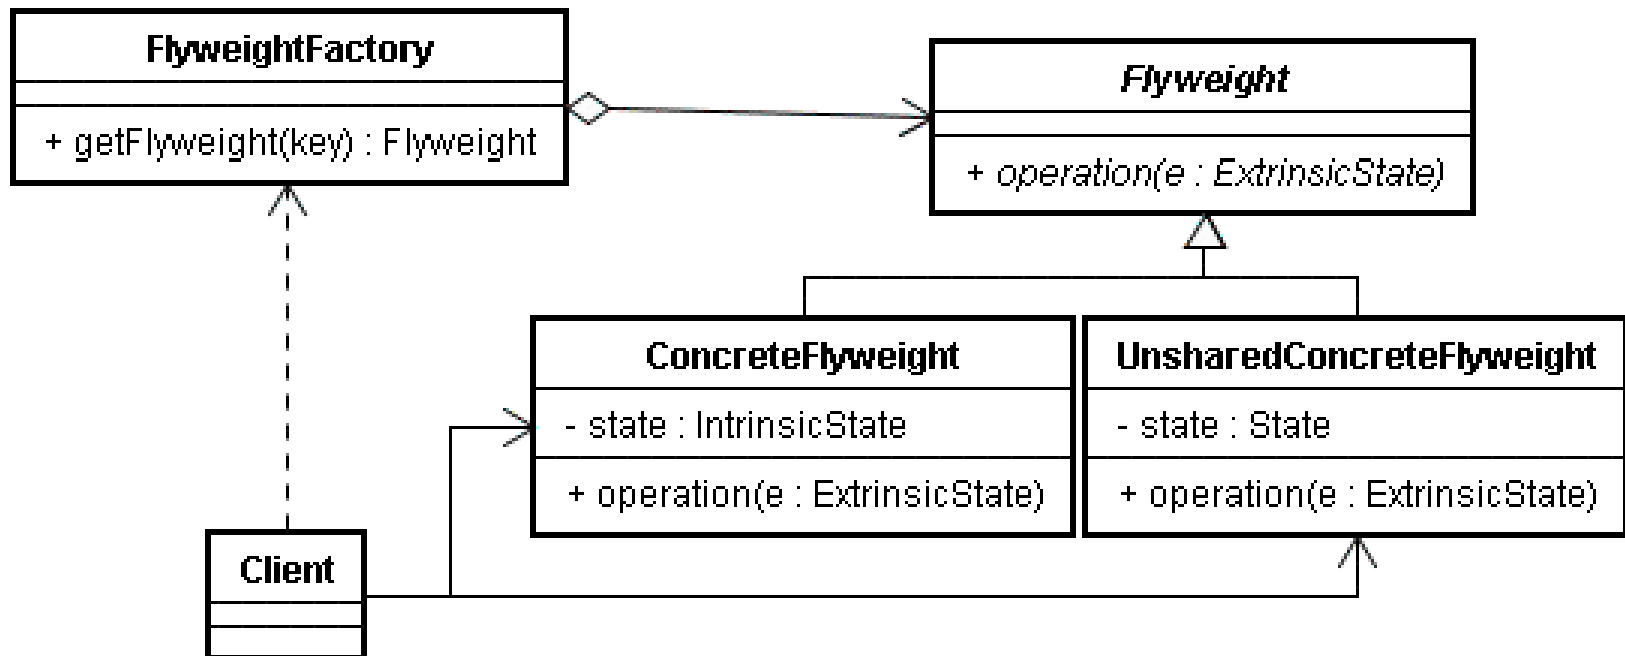 FlyweightFactory
+ getFlyweight(key) : Flyweight
Flyweight
+ operation(e : ExtrinsicState)
ConcreteFlyweight
- state : IntrinsicState
+ operation(e : ExtrinsicState)
UnsharedConcreteFlyweight
- state : State
+ operation(e : ExtrinsicState)
Client